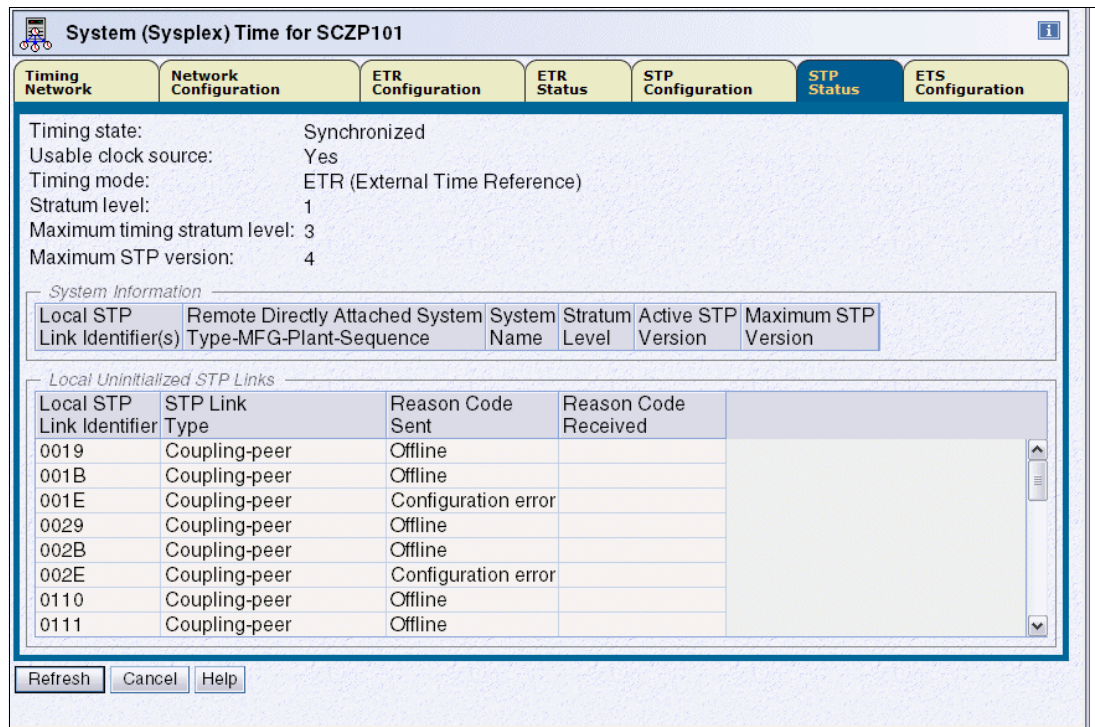 System (Sysplex) Time for SCZP101
i
Timing Network
Network Configuration
ETR Configuration
ETR Status
STP Configuration
STP Status
ETS Configuration
Timing state: Synchronized
Usable clock source: Yes
Timing mode: ETR (External Time Reference)
Stratum level: 1
Maximum timing stratum level: 3
Maximum STP version: 4
System Information
Local STP Remote Directly Attached System System Stratum Active STP Maximum STP
Link Identifier(s) Type-MFG-Plant-Sequence Name Level Version Version
Local Uninitialized STP Links
Local STP STP Link Reason Code Reason Code
Link Identifier Type Sent Received
0019 Coupling-peer Offline
001B Coupling-peer Offline
001E Coupling-peer Configuration error
0029 Coupling-peer Offline
002B Coupling-peer Offline
002E Coupling-peer Configuration error
0110 Coupling-peer Offline
0111 Coupling-peer Offline
Refresh Cancel Help